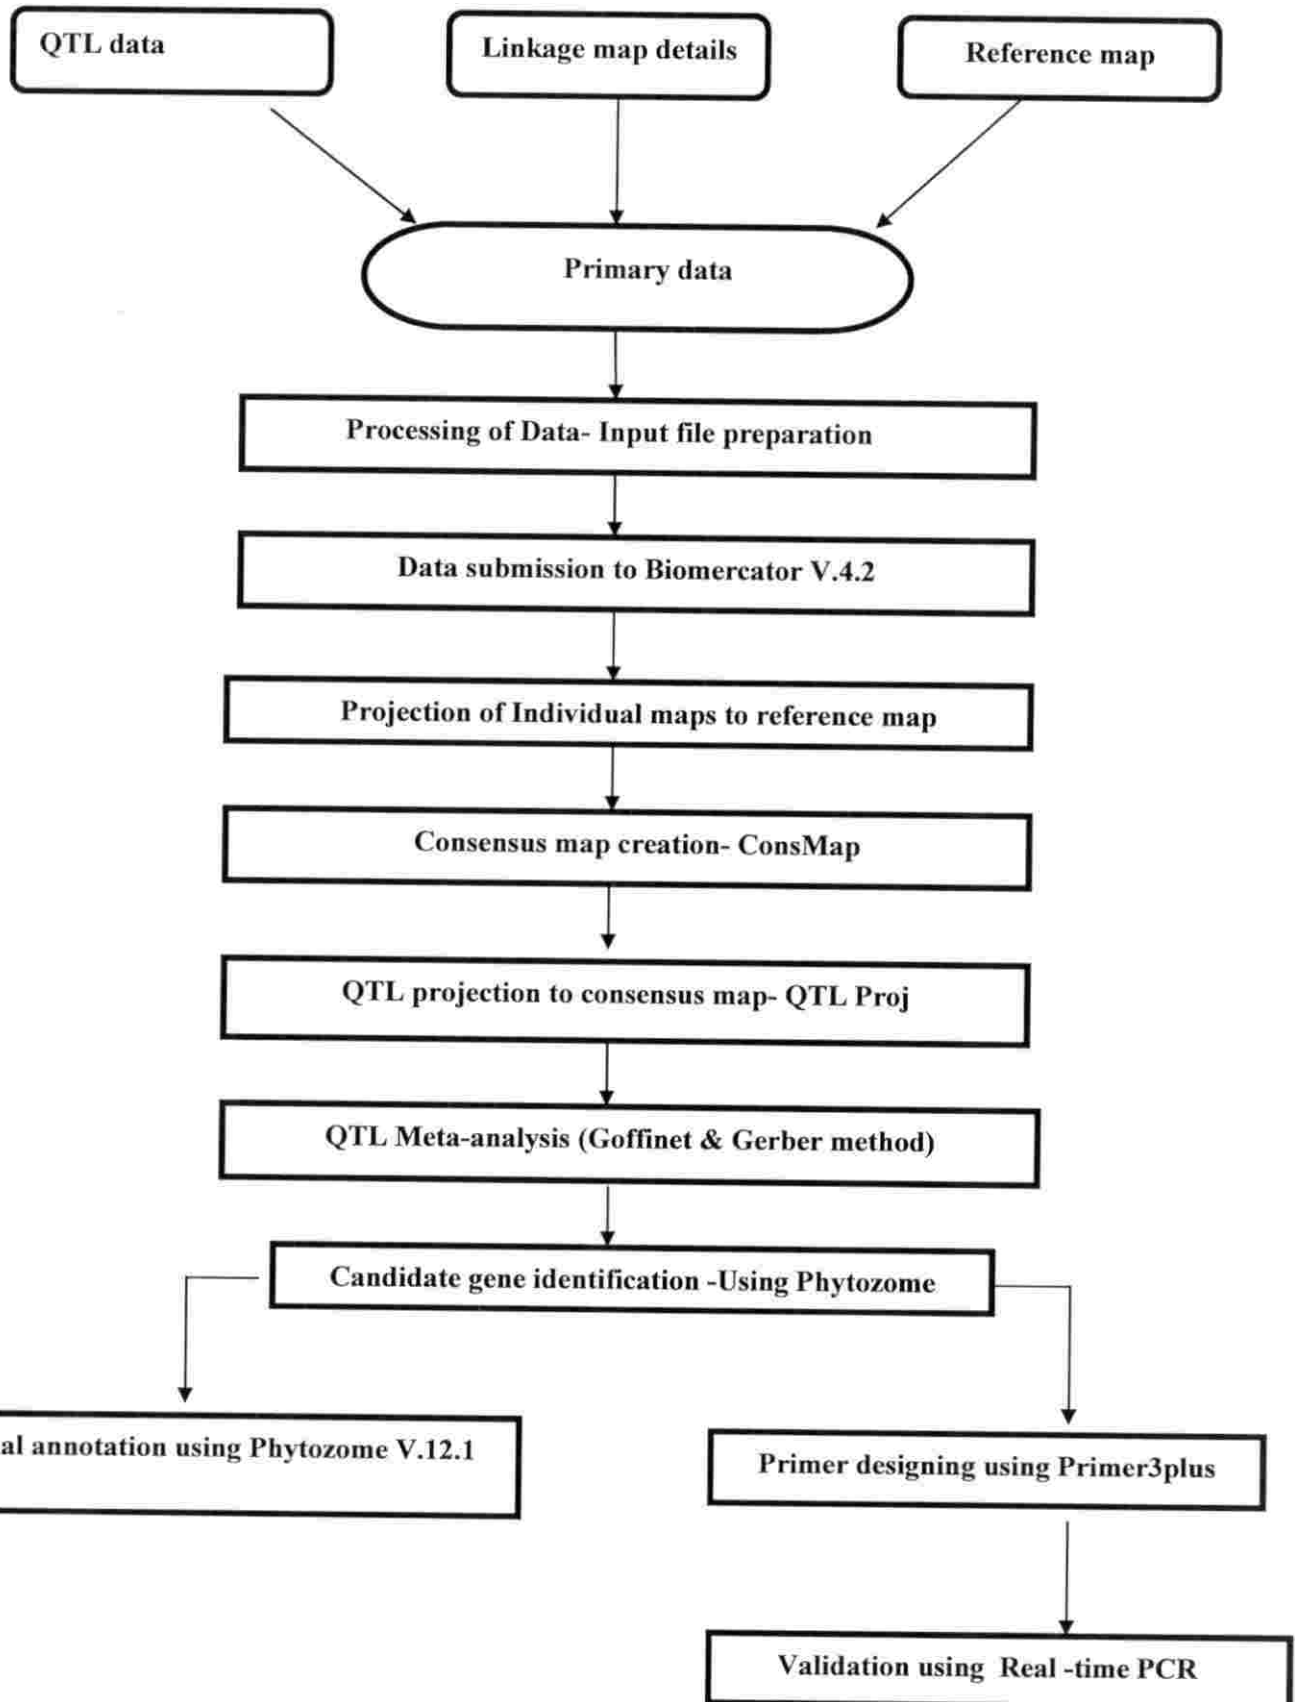 QTL data
Linkage map details
Reference map
Primary data
Processing of Data- Input file preparation
Data submission to Biomercator V.4.2
Projection of Individual maps to reference map
Consensus map creation- ConsMap
QTL projection to consensus map- QTL Proj
QTL Meta-analysis (Goffinet & Gerber method)
Candidate gene identification -Using Phytozome
al annotation using Phytozome V.12.1
Primer designing using Primer3plus
Validation using Real -time PCR